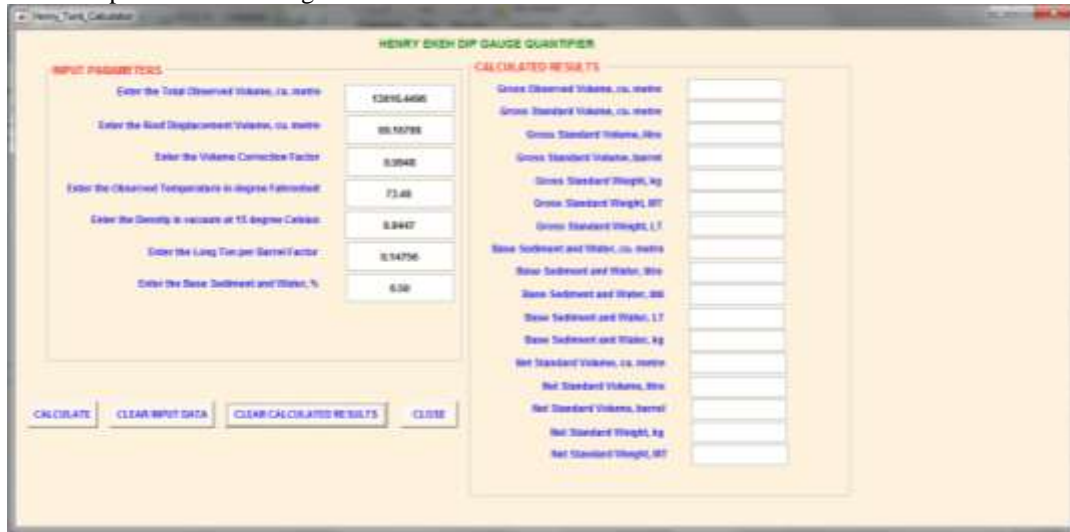 Henry_Tank_Calculator
HENRY EKEH DIP GAUGE QUANTIFIER
INPUT PARAMETERS
Enter the Total Observed Volume, cu. metre
Enter the Roof Displacement Volume, cu. metre
Enter the Volume Correction Factor
Enter the Observed Temperature in degree Fahrenheit
73.48
Enter the Density in vacuum at 15 degree Celsius
0.8447
Enter the Long Ton per Barrel Factor
0.14756
Enter the Base Sediment and Water, %
0.50
CALCULATE
CLEAR INPUT DATA
CLEAR CALCULATED RESULTS
CLOSE
CALCULATED RESULTS
Gross Observed Volume, cu. metre
Gross Standard Volume, cu. metre
Gross Standard Volume, litre
Gross Standard Volume, barrel
Gross Standard Weight, kg
Gross Standard Weight, MT
Gross Standard Weight, LT
Base Sediment and Water, cu. metre
Base Sediment and Water, litre
Base Sediment and Water, bbl
Base Sediment and Water, LT
Base Sediment and Water, kg
Net Standard Volume, cu. metre
Net Standard Volume, litre
Net Standard Volume, barrel
Net Standard Weight, kg
Net Standard Weight, MT